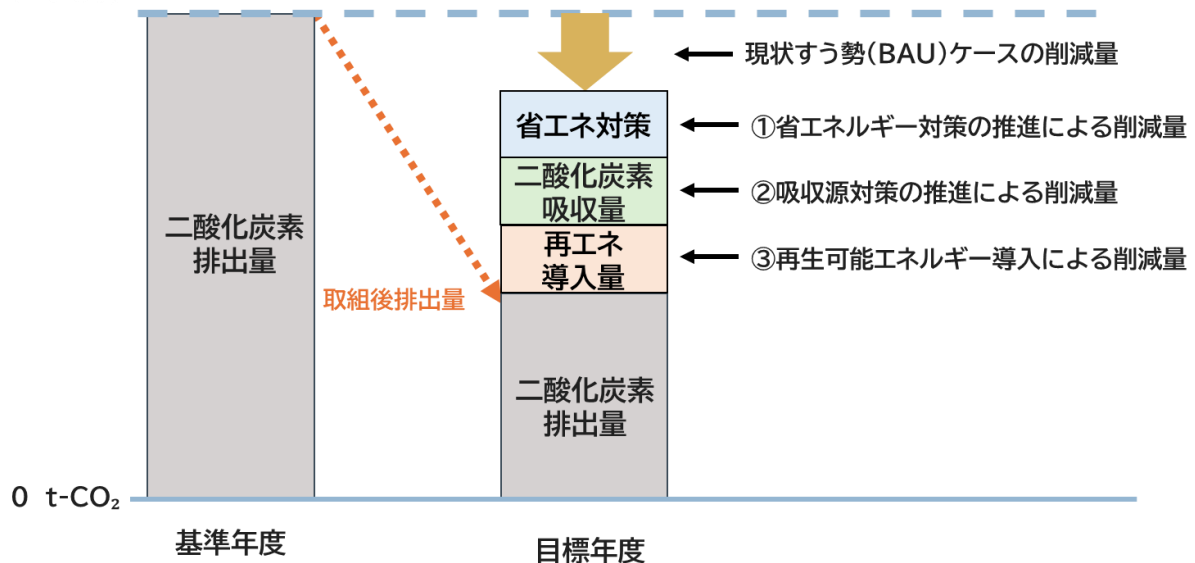 現状すう勢（BAU）ケースの削減量
省エネ対策
①省エネルギー対策の推進による削減量
二酸化炭素
吸収量
②吸収源対策の推進による削減量
二酸化炭素
排出量
再エネ
導入量
③再生可能エネルギー導入による削減量
取組後排出量
二酸化炭素
排出量
0 t-CO₂
基準年度
目標年度